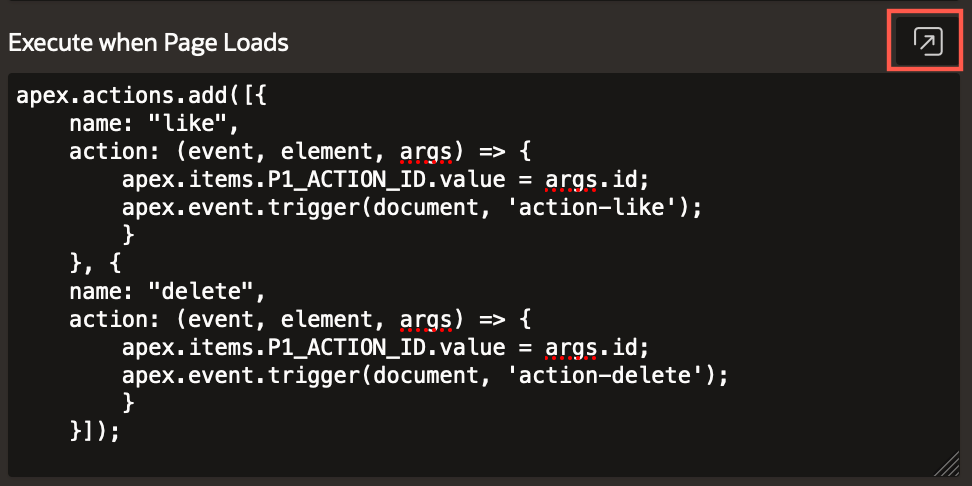 Execute when Page Loads
apex.actions.add([{
    name: "like",
    action: (event, element, args) => {
        apex.items.P1_ACTION_ID.value = args.id;
        apex.event.trigger(document, 'action-like');
        }
    }, {
    name: "delete",
    action: (event, element, args) => {
        apex.items.P1_ACTION_ID.value = args.id;
        apex.event.trigger(document, 'action-delete');
        }
    }]);